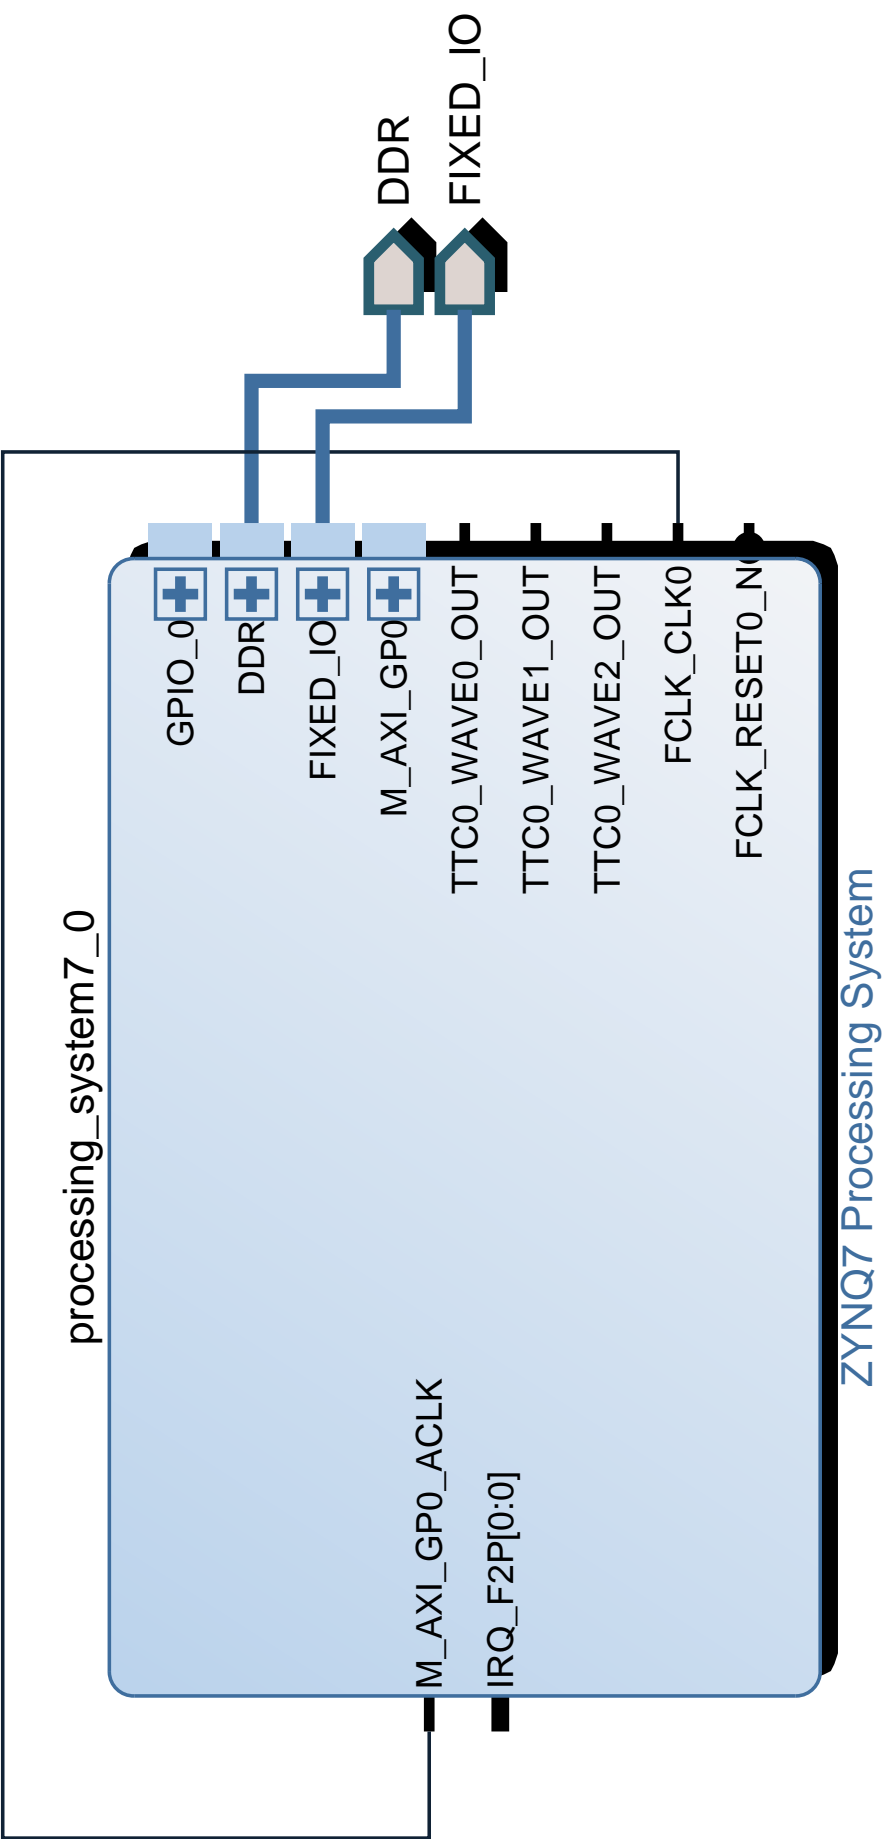 processing_system7_0
GPIO_0
DDR
FIXED_IO
M_AXI_GP0
M_AXI_GP0_ACLK
TTC0_WAVE0_OUT
IRQ_F2P[0:0]
TTC0_WAVE1_OUT
TTC0_WAVE2_OUT
FCLK_CLK0
FCLK_RESET0_N
ZYNQ7 Processing System
DDR
FIXED_IO